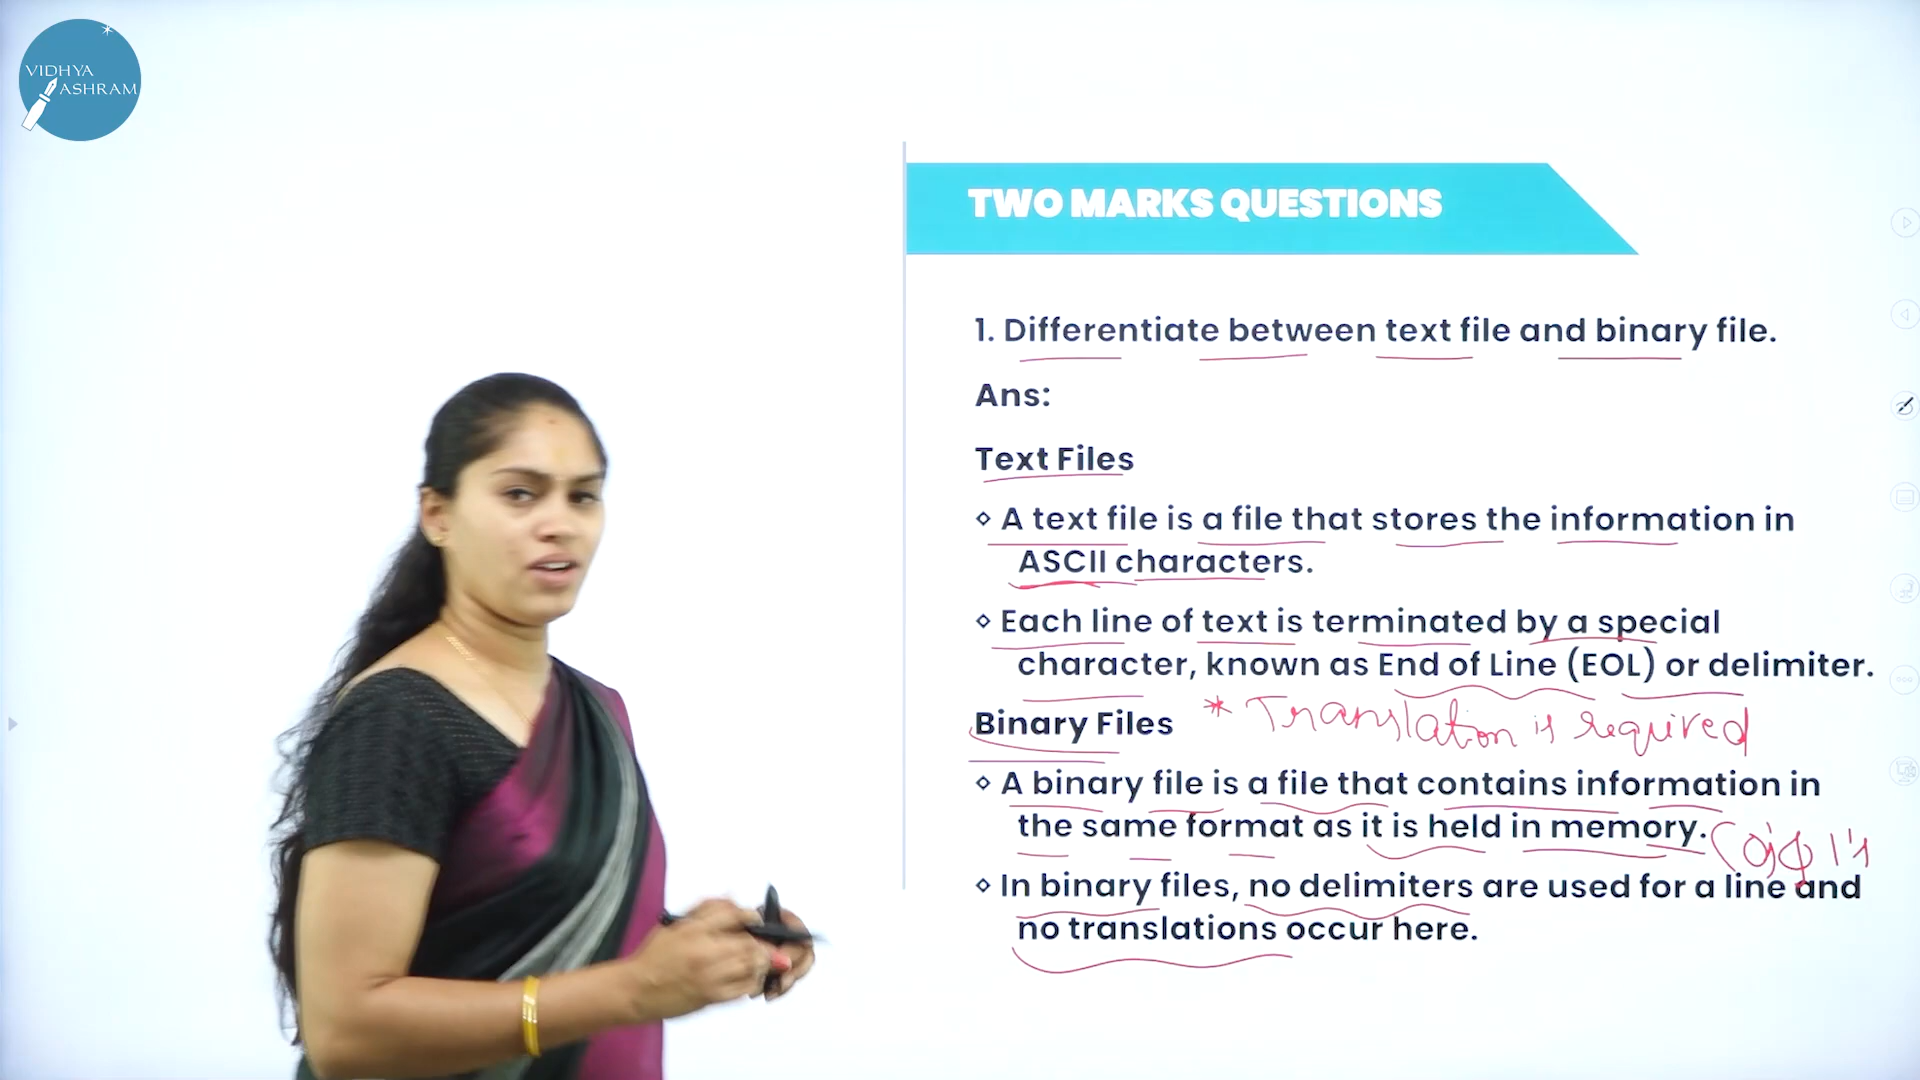 VIDHYA
ASHRAM
TWO MARKS QUESTIONS
1. Differentiate between text file and binary file.
Ans:
Text Files
◇ A text file is a file that stores the information in
ASCII characters.
◇ Each line of text is terminated by a special
character, known as End of Line (EOL) or delimiter.
* Translation is required
Binary Files
◇ A binary file is a file that contains information in
the same format as it is held in memory.
◇ In binary files, no delimiters are used for a line and
no translations occur here.